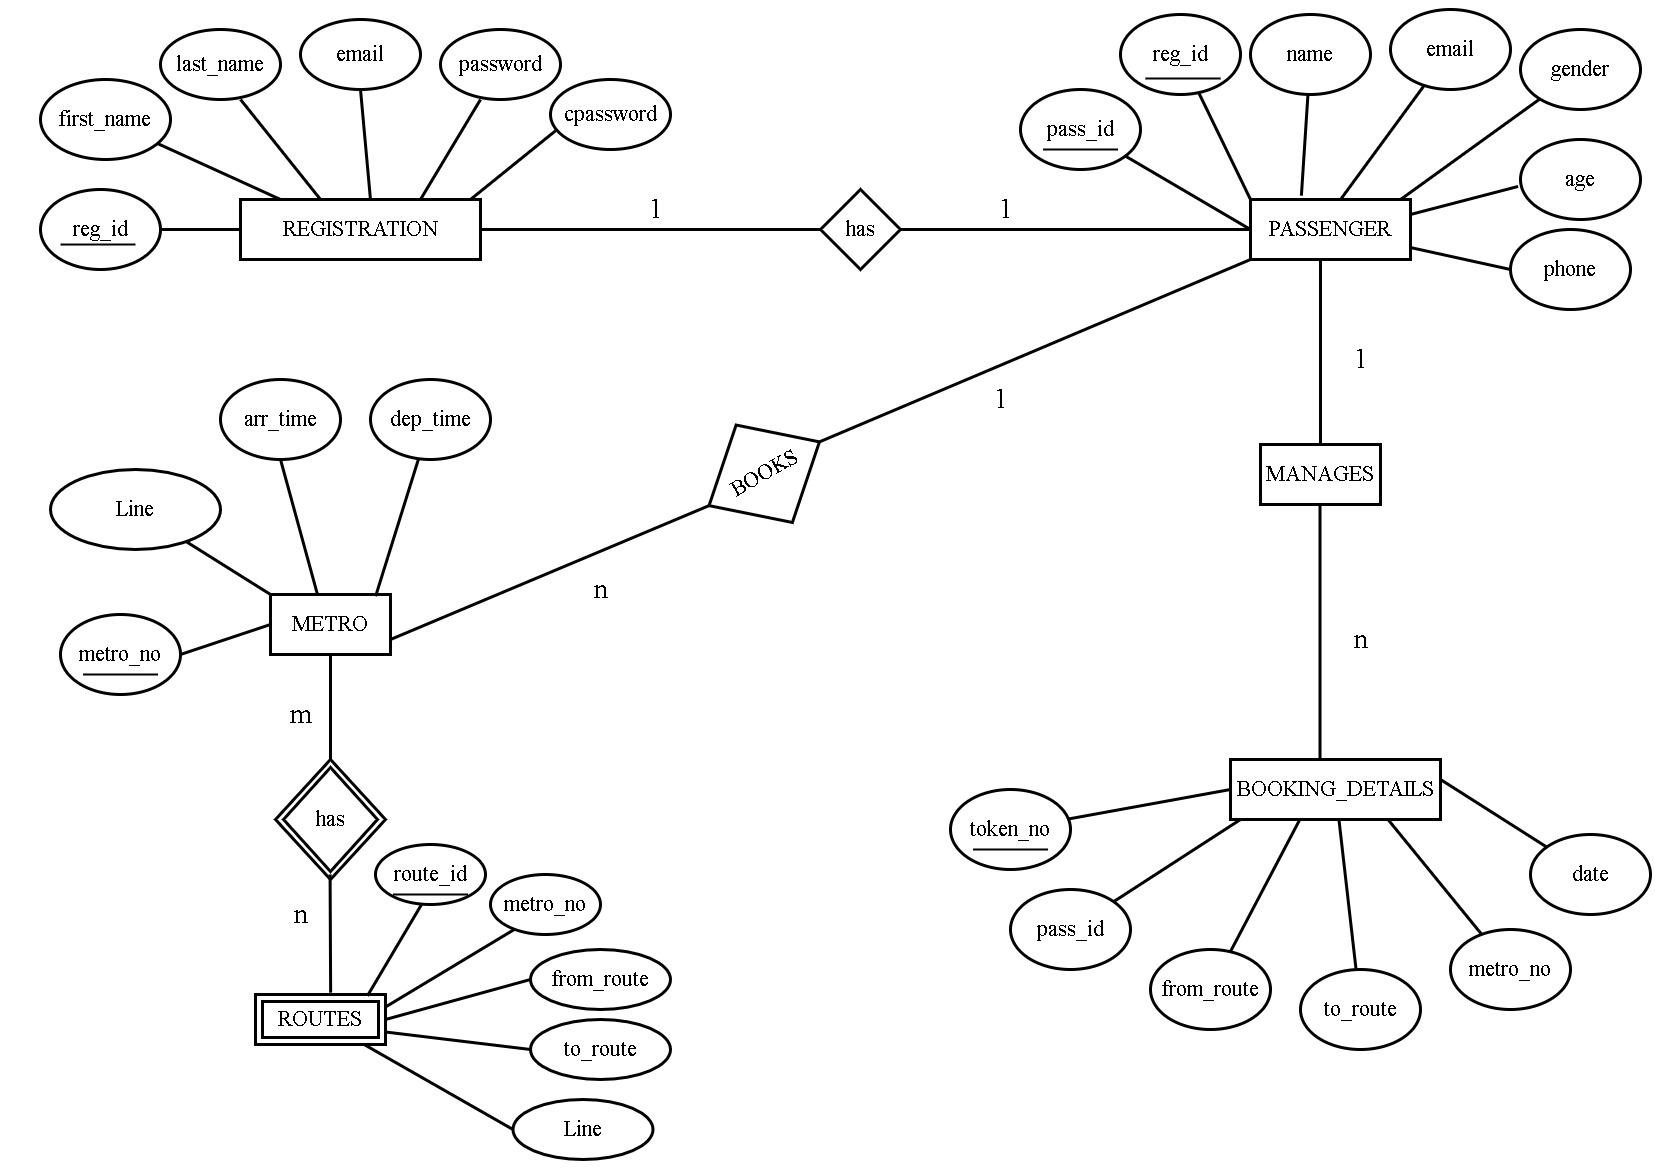 reg_id
name
email
gender
last_name
email
password
first_name
cpassword
pass_id
age
reg_id
REGISTRATION
1
has
1
PASSENGER
phone
1
1
arr_time
dep_time
BOOKS
MANAGES
Line
n
METRO
metro_no
n
m
has
BOOKING_DETAILS
token_no
route_id
date
n
metro_no
pass_id
from_route
metro_no
from_route
to_route
ROUTES
to_route
Line